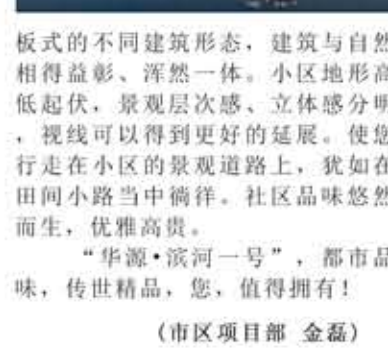 板式的不同建筑形态，建筑与自然
相得益彰、浑然一体。小区地形高
低起伏，景观层次感、立体感分明
，视线可以得到更好的延展。使您
行走在小区的景观道路上，犹如在
田间小路当中徜徉。社区品味悠然
而生，优雅高贵。
“华源•滨河一号”，都市品
味，传世精品，您，值得拥有！
（市区项目部 金磊）